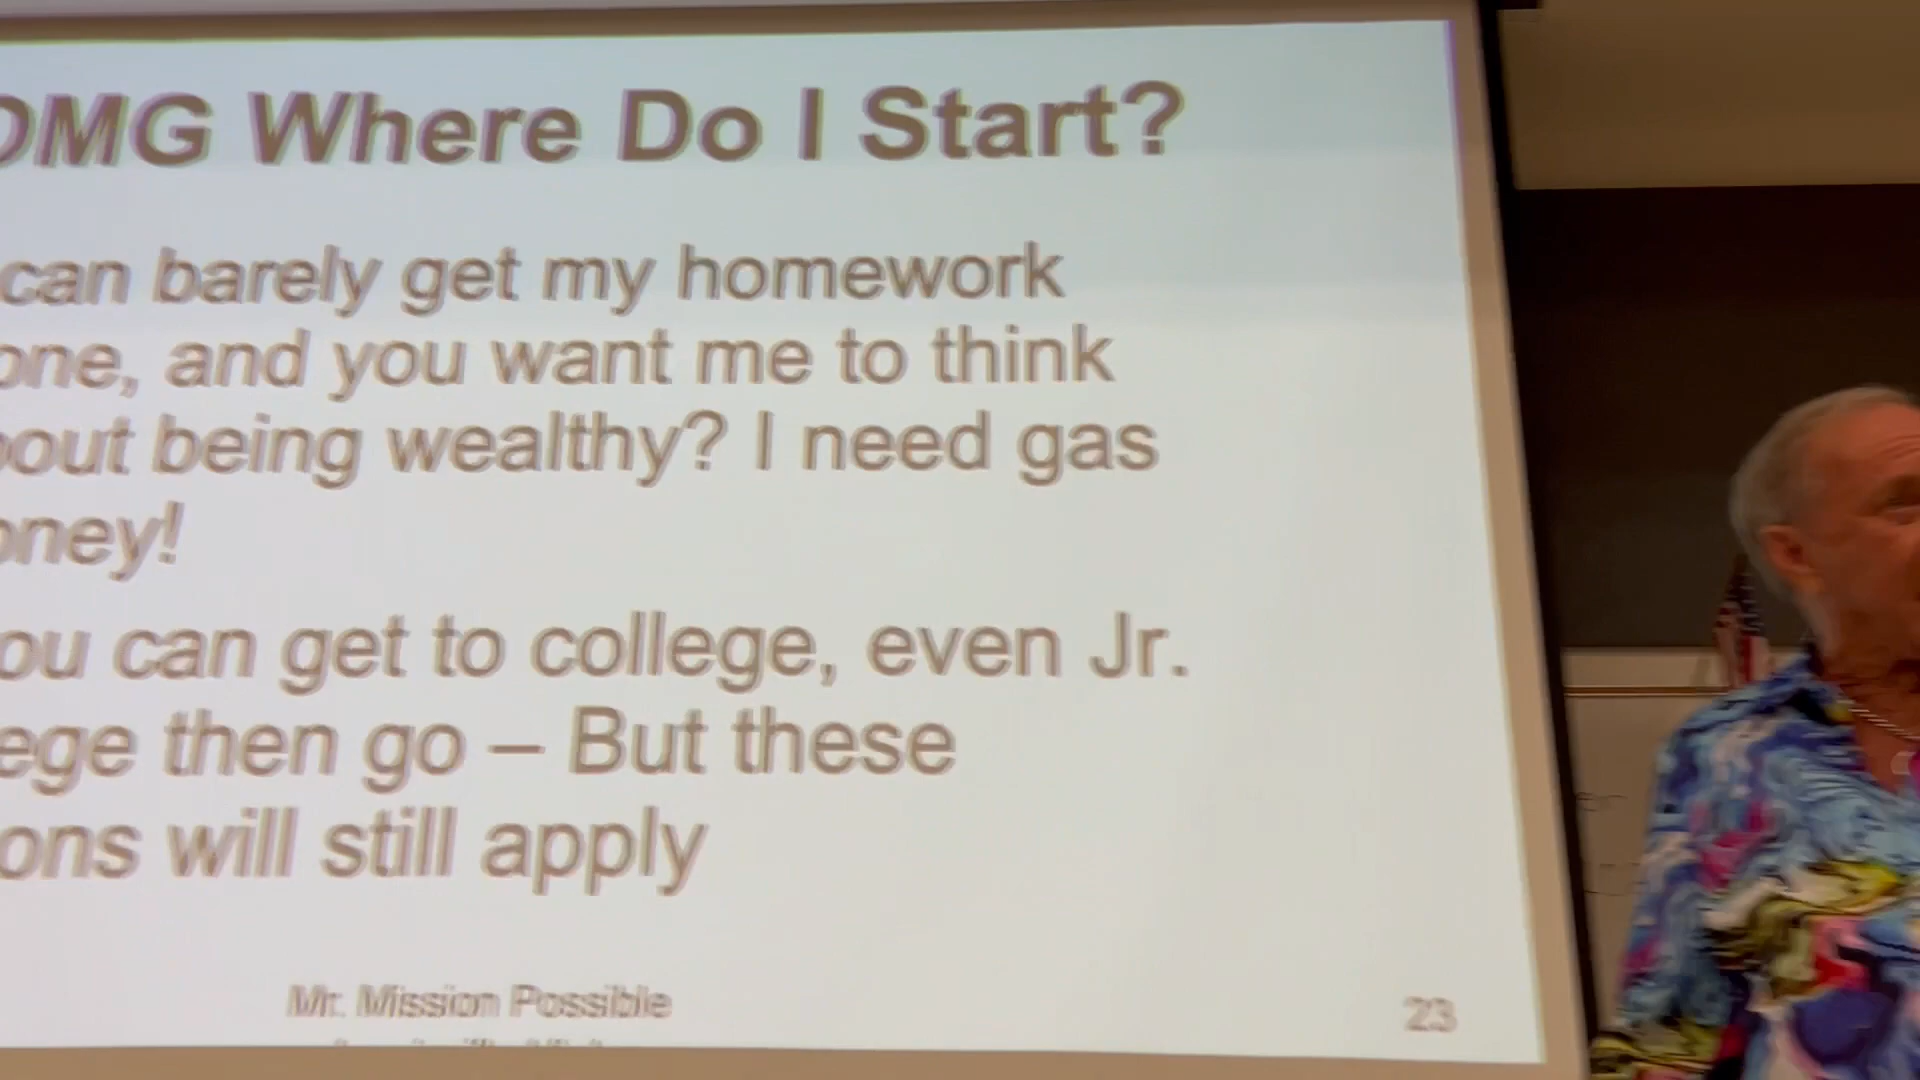 OMG Where Do I Start?
can barely get my homework
one, and you want me to think
bout being wealthy? I need gas
oney!
ou can get to college, even Jr.
ege then go – But these
ons will still apply
Mr. Mission Possible
23